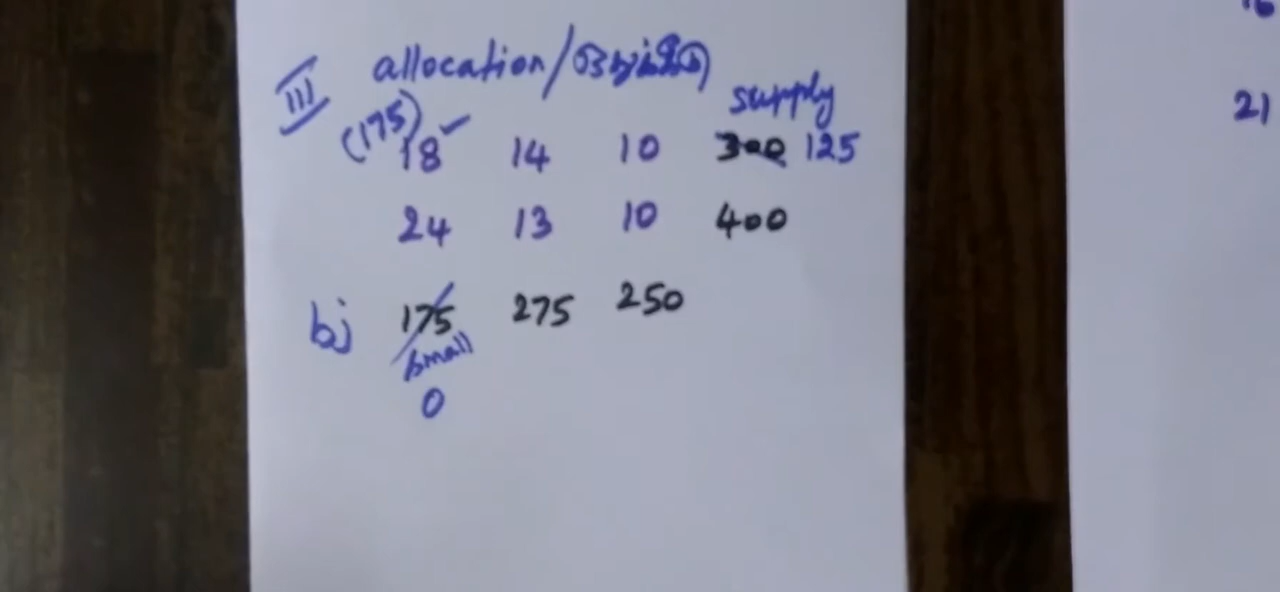 III allocation/
supply
(175)
18 ✓ 14 10 300 125
24 13 10 400
b) 175 275 250
small
0
21